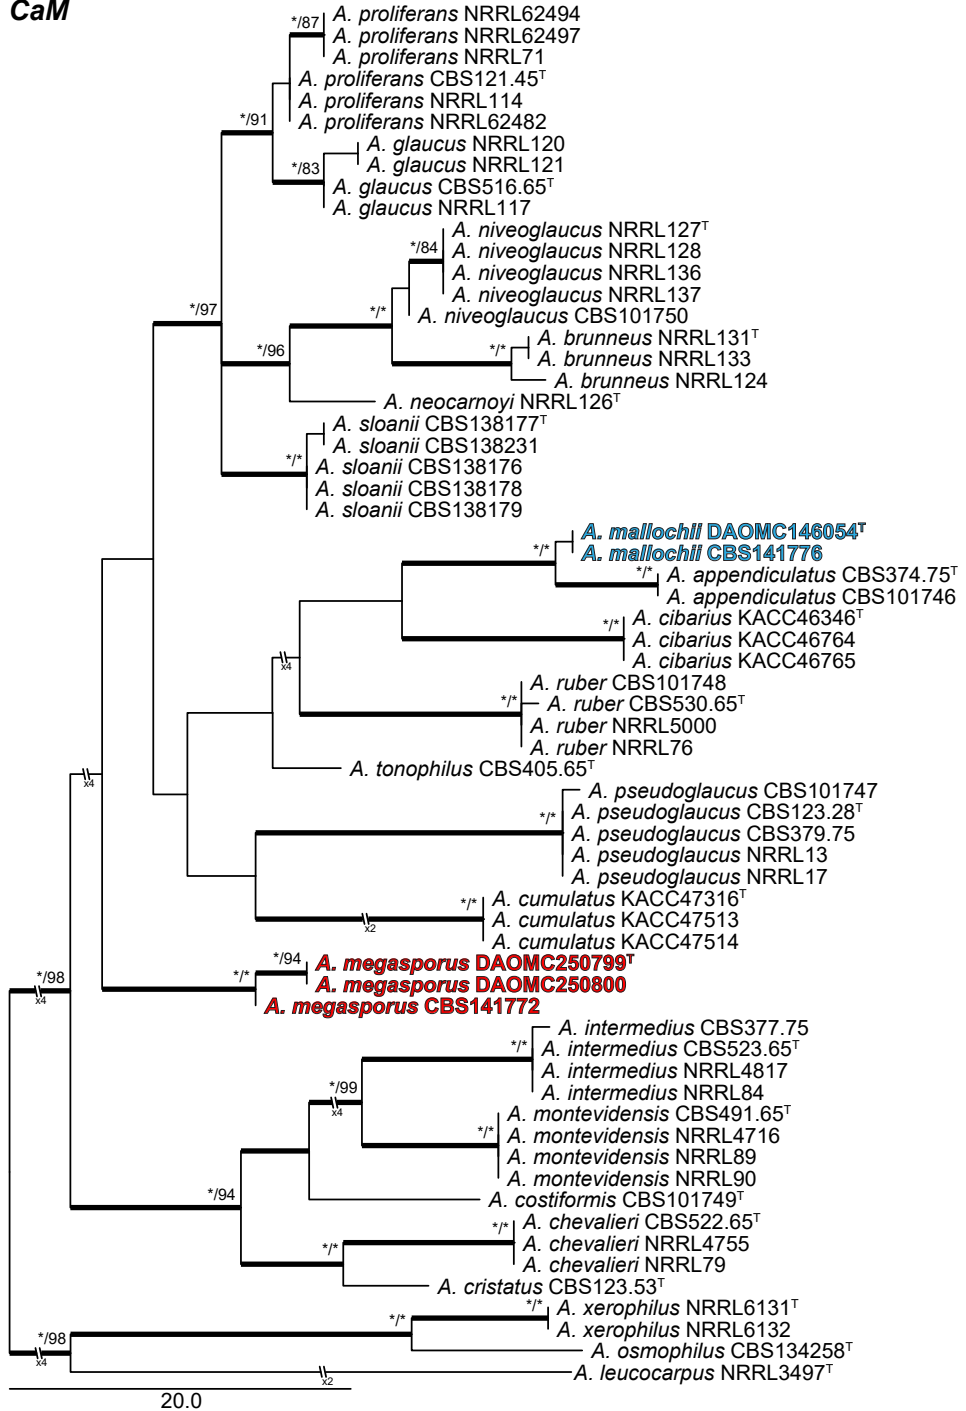 CaM
*/87
A. proliferans NRRL62494
A. proliferans NRRL62497
A. proliferans NRRL71
A. proliferans CBS121.45ᵀ
A. proliferans NRRL114
A. proliferans NRRL62482
*/91
A. glaucus NRRL120
A. glaucus NRRL121
*/83
A. glaucus CBS516.65ᵀ
A. glaucus NRRL117
A. niveoglaucus NRRL127ᵀ
*/84
A. niveoglaucus NRRL128
A. niveoglaucus NRRL136
A. niveoglaucus NRRL137
*/97
*/*
A. niveoglaucus CBS101750
A. brunneus NRRL131ᵀ
*/96
*/*
A. brunneus NRRL133
A. brunneus NRRL124
A. neocarnoyi NRRL126ᵀ
A. sloanii CBS138177ᵀ
A. sloanii CBS138231
*/*
A. sloanii CBS138176
A. sloanii CBS138178
A. sloanii CBS138179
A. mallochii DAOMC146054ᵀ
*/*
A. mallochii CBS141776
*/*
A. appendiculatus CBS374.75ᵀ
A. appendiculatus CBS101746
*/*
A. cibarius KACC46346ᵀ
A. cibarius KACC46764
A. cibarius KACC46765
x4
A. ruber CBS101748
*/*
A. ruber CBS530.65ᵀ
A. ruber NRRL5000
A. ruber NRRL76
A. tonophilus CBS405.65ᵀ
x4
A. pseudoglaucus CBS101747
*/*
A. pseudoglaucus CBS123.28ᵀ
A. pseudoglaucus CBS379.75
A. pseudoglaucus NRRL13
A. pseudoglaucus NRRL17
*/*
A. cumulatus KACC47316ᵀ
x2
A. cumulatus KACC47513
A. cumulatus KACC47514
*/94
A. megasporus DAOMC250799ᵀ
*/98
*/*
A. megasporus DAOMC250800
x4
A. megasporus CBS141772
A. intermedius CBS377.75
*/*
A. intermedius CBS523.65ᵀ
A. intermedius NRRL4817
*/99
A. intermedius NRRL84
x4
A. montevidensis CBS491.65ᵀ
*/*
A. montevidensis NRRL4716
A. montevidensis NRRL89
A. montevidensis NRRL90
*/94
A. costiformis CBS101749ᵀ
*/*
A. chevalieri CBS522.65ᵀ
*/*
A. chevalieri NRRL4755
A. chevalieri NRRL79
A. cristatus CBS123.53ᵀ
*/*
A. xerophilus NRRL6131ᵀ
*/*
A. xerophilus NRRL6132
*/98
A. osmophilus CBS134258ᵀ
x4
A. leucocarpus NRRL3497ᵀ
x2
20.0